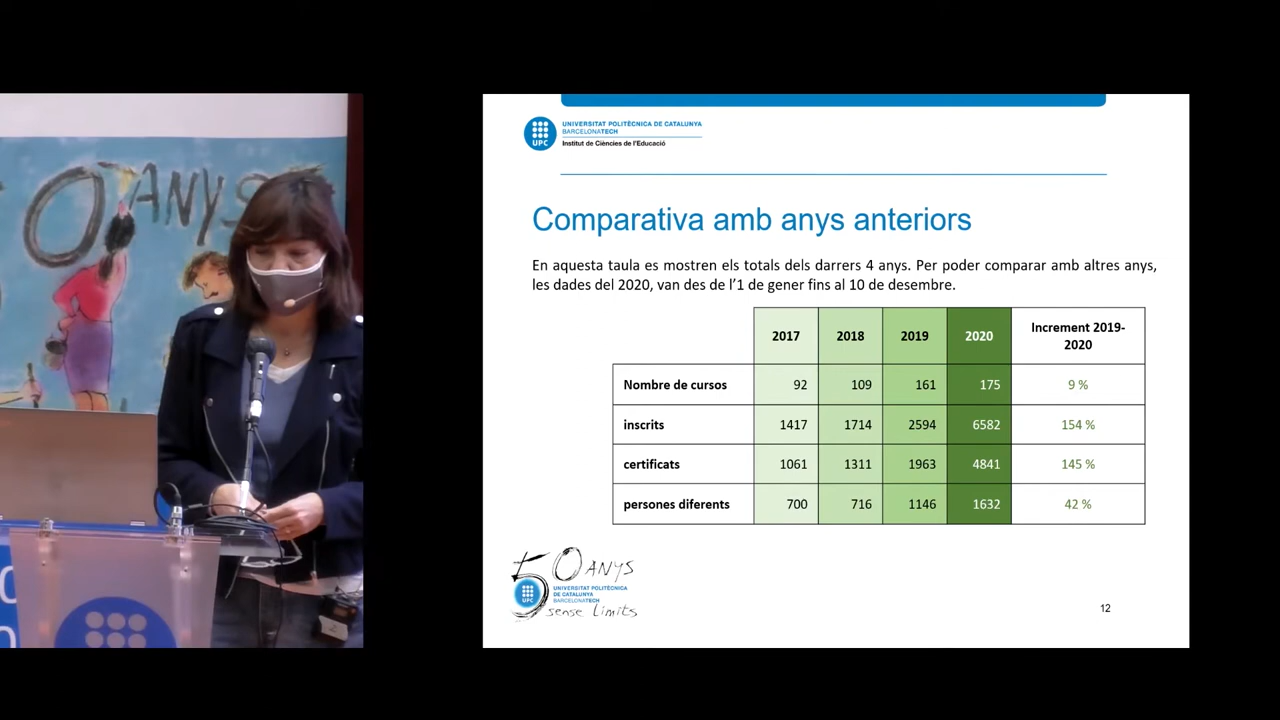 OANYS
UPC
UNIVERSITAT POLITÈCNICA DE CATALUNYA
BARCELONATECH
Institut de Ciències de l'Educació
Comparativa amb anys anteriors
En aquesta taula es mostren els totals dels darrers 4 anys. Per poder comparar amb altres anys,
les dades del 2020, van des de l'1 de gener fins al 10 de desembre.
2017 2018 2019 2020 Increment 2019-
2020
Nombre de cursos 92 109 161 175 9 %
inscrits 1417 1714 2594 6582 154 %
certificats 1061 1311 1963 4841 145 %
persones diferents 700 716 1146 1632 42 %
50 ANYS
UPC
UNIVERSITAT POLITÈCNICA
DE CATALUNYA
BARCELONATECH
sense límits
12